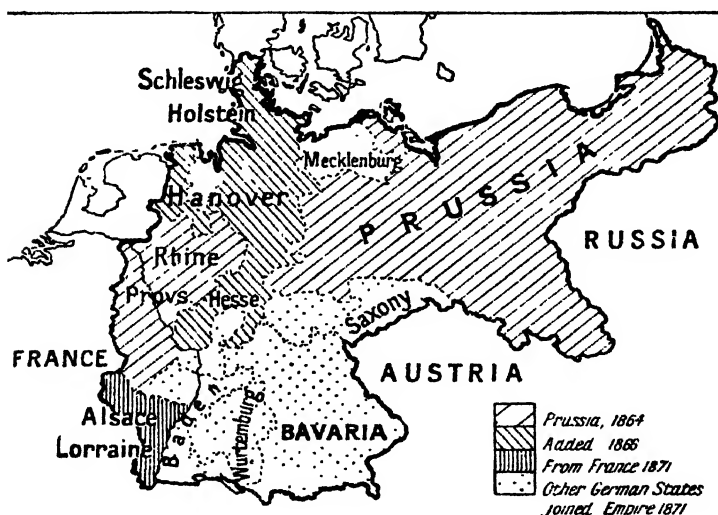 Schleswig
Holstein
Mecklenburg
Hanover
PRUSSIA
RUSSIA
Rhine
Provs
Hesse
Saxony
FRANCE
AUSTRIA
Alsace
Lorraine
Baden
Wurtemburg
BAVARIA
Prussia, 1864
Added 1866
From France 1871
Other German States
Joined Empire 1871